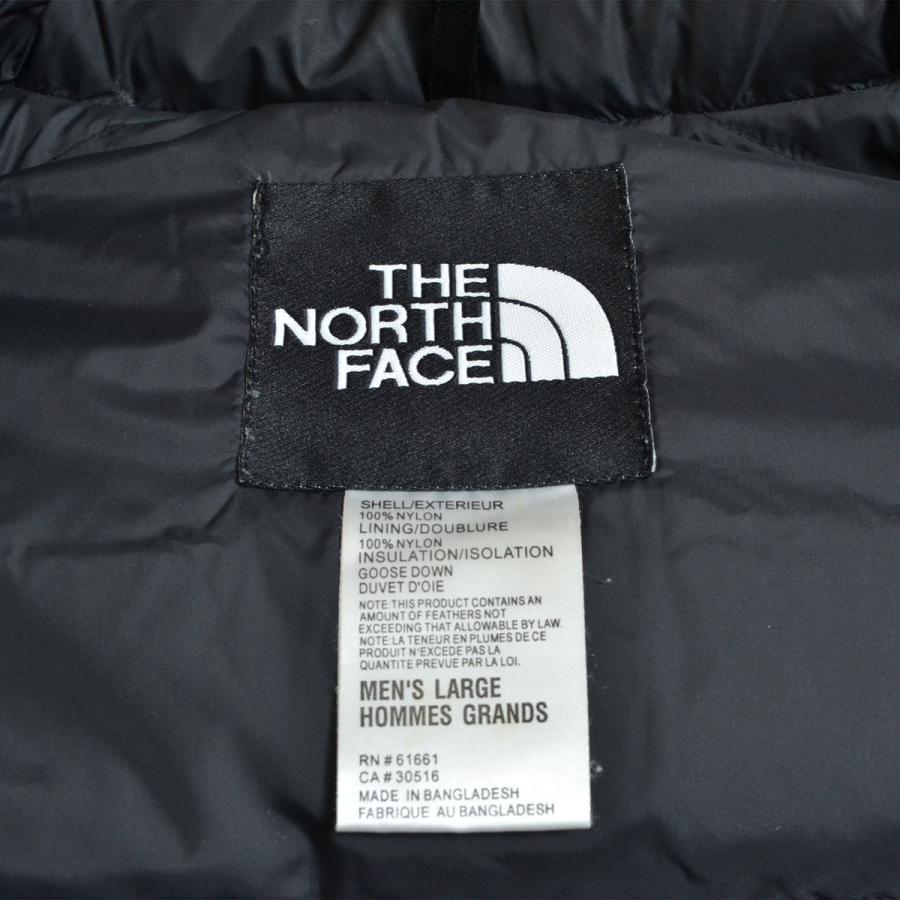 THE
NORTH
FACE
SHELL/EXTERIEUR
100% NYLON
LINING/DOUBLURE
100% NYLON
INSULATION/ISOLATION
GOOSE DOWN
DUVET D'OIE
NOTE:THIS PRODUCT CONTAINS AN
AMOUNT OF FEATHERS NOT
EXCEEDING THAT ALLOWABLE BY LAW.
NOTE:LA TENEUR EN PLUMES DE CE
PRODUIT N'EXCEDE PAS LA
QUANTITE PREVUE PAR LA LOI.
MEN'S LARGE
HOMMES GRANDS
RN # 61661
CA # 30516
MADE IN BANGLADESH
FABRIQUE AU BANGLADESH